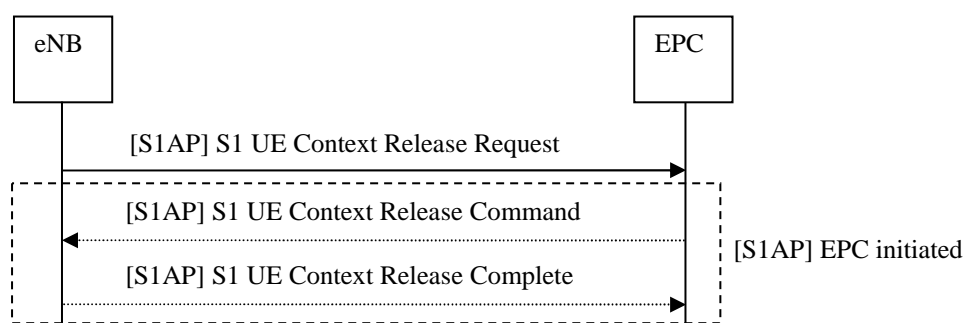 eNB
EPC
[S1AP] S1 UE Context Release Request
[S1AP] S1 UE Context Release Command
[S1AP] EPC initiated
[S1AP] S1 UE Context Release Complete